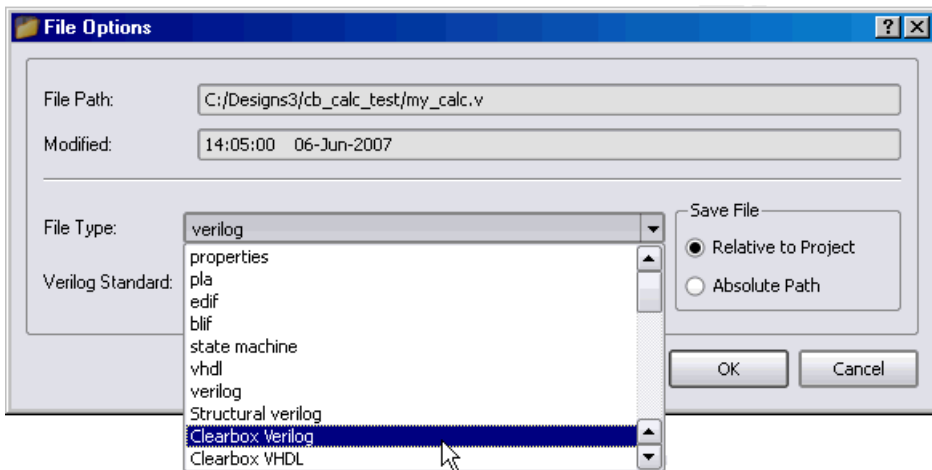 File Options
File Path: C:/Designs3/cb_calc_test/my_calc.v
Modified: 14:05:00 06-Jun-2007
File Type: verilog
Save File
Relative to Project
Absolute Path
Verilog Standard:
properties
pla
edif
blif
state machine
vhdl
verilog
Structural verilog
Clearbox Verilog
Clearbox VHDL
OK Cancel